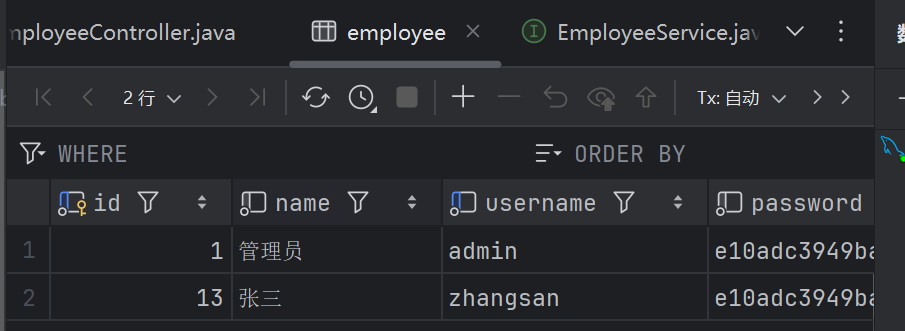 mployeeController.java employee EmployeeService.jav
2 行 Tx: 自动
WHERE ORDER BY
id name username password
1 1 管理员 admin e10adc3949ba
2 13 张三 zhangsan e10adc3949ba